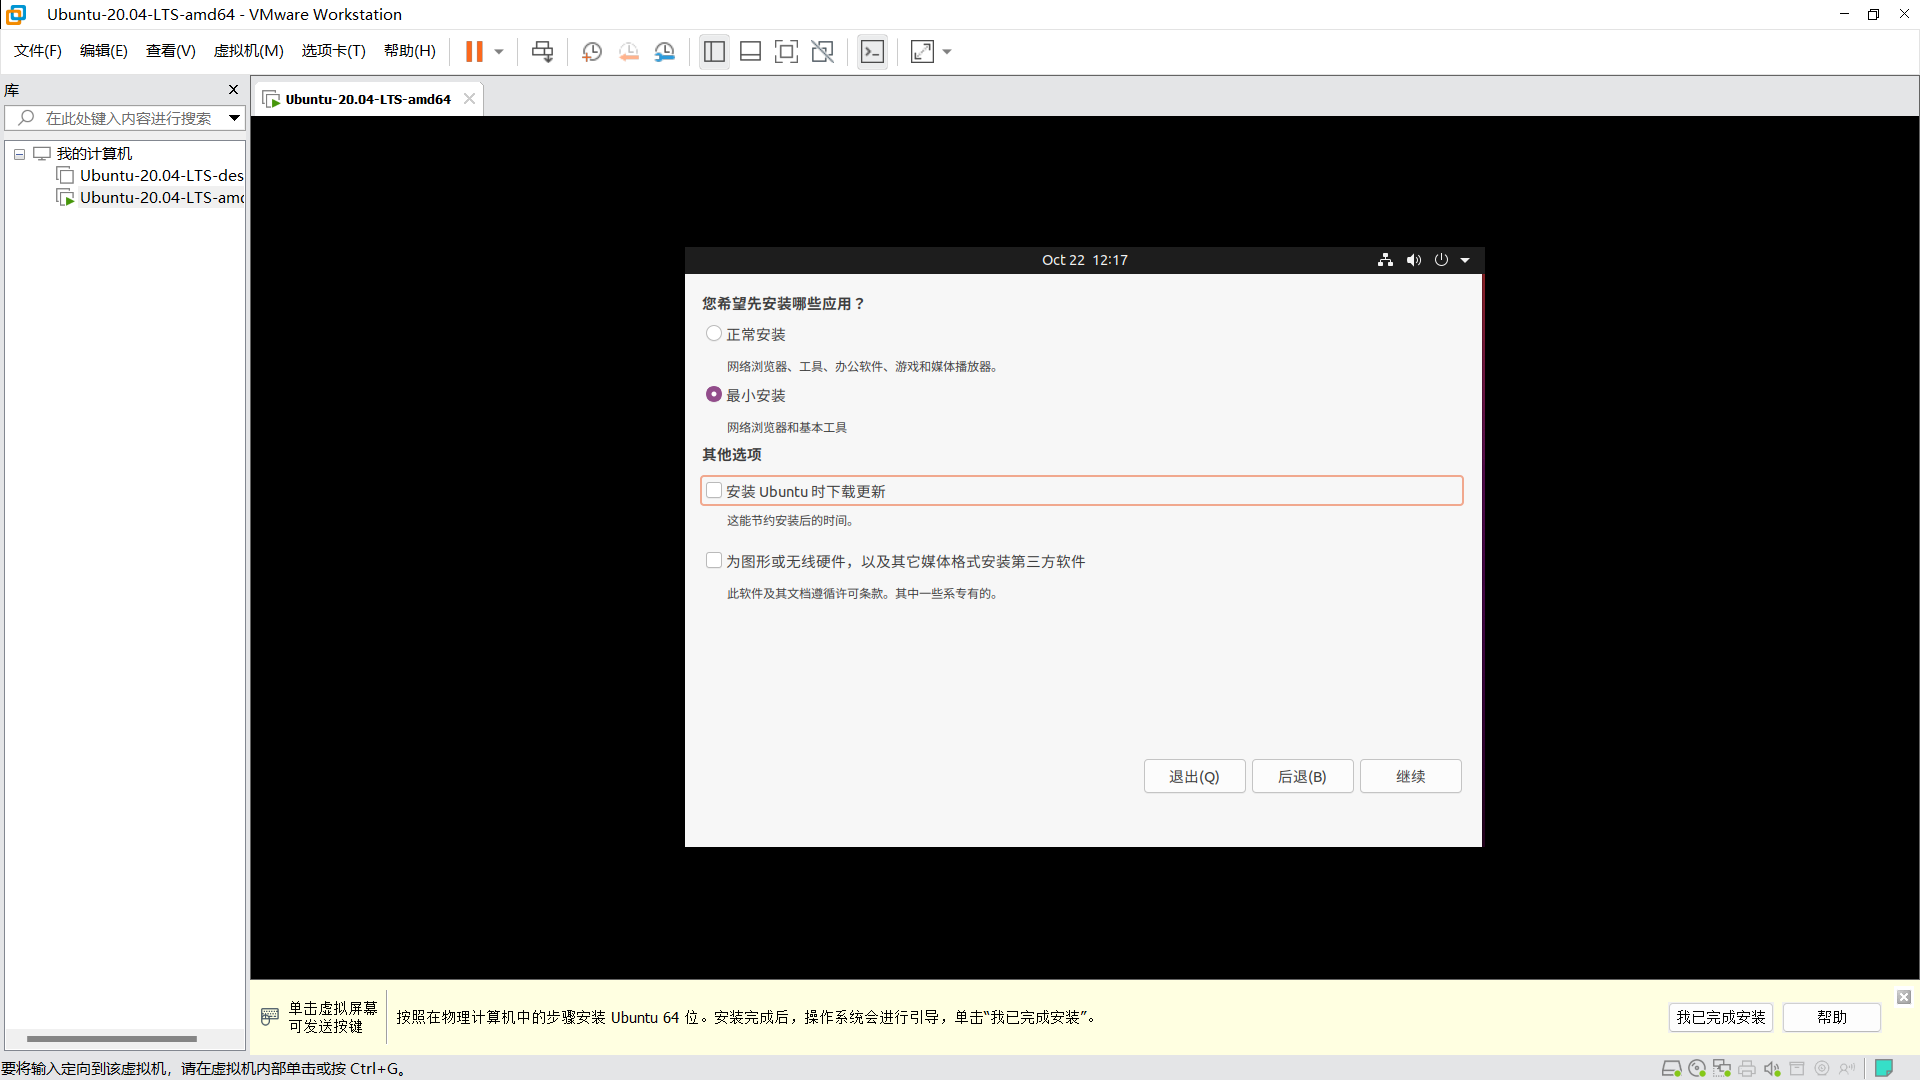 Ubuntu-20.04-LTS-amd64 - VMware Workstation
文件(F) 编辑(E) 查看(V) 虚拟机(M) 选项卡(T) 帮助(H)
库
Ubuntu-20.04-LTS-amd64
在此处键入内容进行搜索
我的计算机
Ubuntu-20.04-LTS-des
Ubuntu-20.04-LTS-amd
Oct 22 12:17
您希望先安装哪些应用？
正常安装
网络浏览器、工具、办公软件、游戏和媒体播放器。
最小安装
网络浏览器和基本工具
其他选项
安装 Ubuntu 时下载更新
这能节约安装后的时间。
为图形或无线硬件，以及其它媒体格式安装第三方软件
此软件及其文档遵循许可条款。其中一些系专有的。
退出(Q) 后退(B) 继续
单击虚拟屏幕
可发送按键
按照在物理计算机中的步骤安装 Ubuntu 64 位。安装完成后，操作系统会进行引导，单击“我已完成安装”。
我已完成安装 帮助
要将输入定向到该虚拟机，请在虚拟机内部单击或按 Ctrl+G。